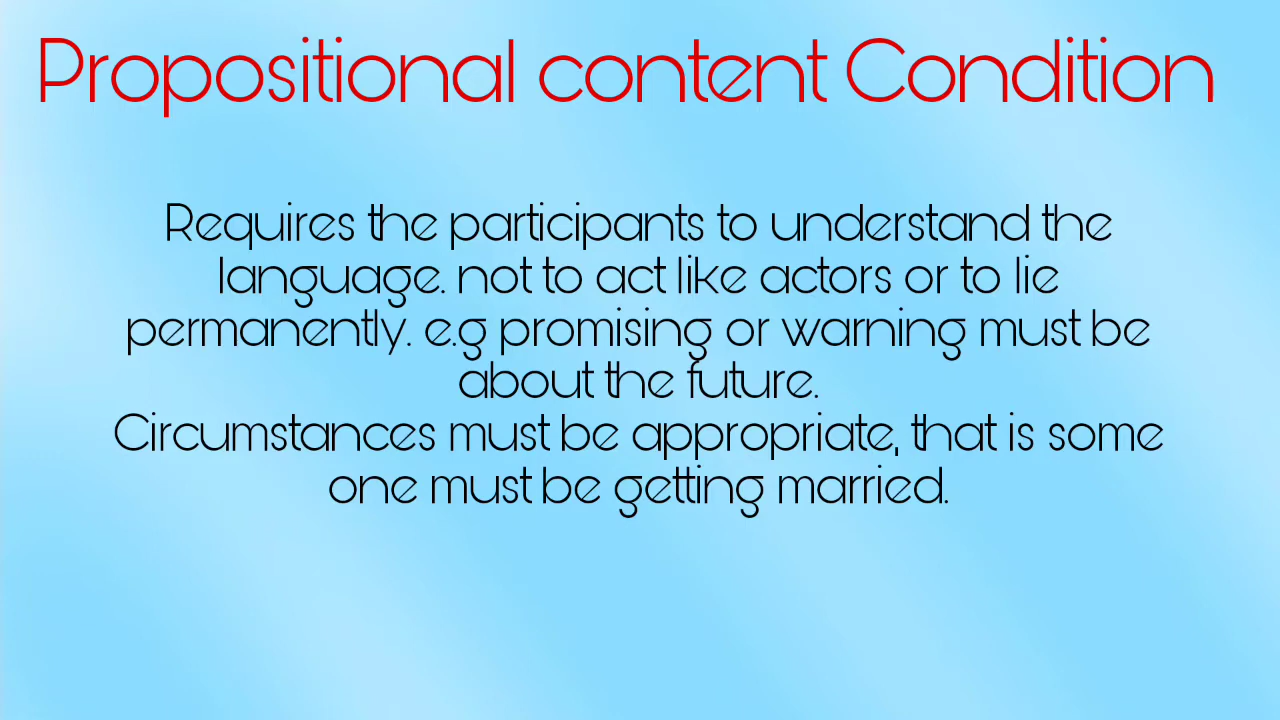 Propositional content Condition
Requires the participants to understand the
language. not to act like actors or to lie
permanently. e.g promising or warning must be
about the future.
Circumstances must be appropriate, that is some
one must be getting married.